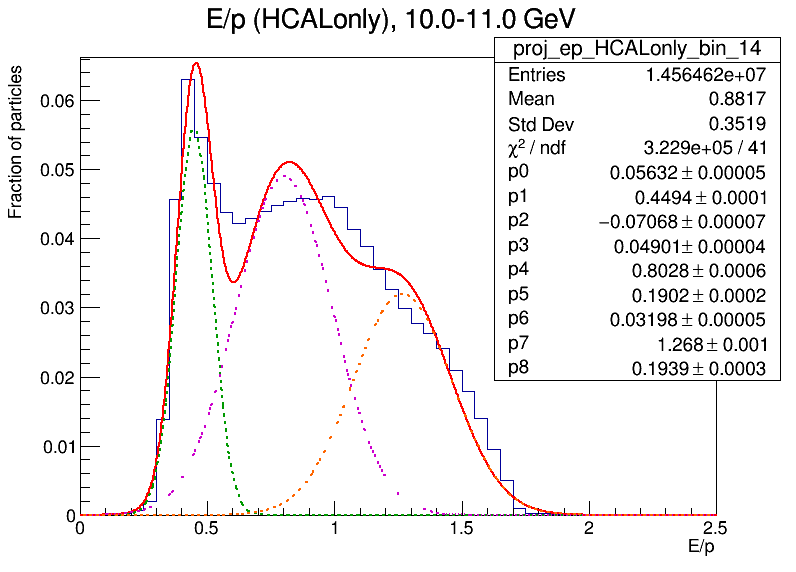 E/p (HCALonly), 10.0-11.0 GeV
proj_ep_HCALonly_bin_14
Entries 1.456462e+07
Mean 0.8817
Std Dev 0.3519
χ² / ndf 3.229e+05 / 41
p0 0.05632 ± 0.00005
p1 0.4494 ± 0.0001
p2 −0.07068 ± 0.00007
p3 0.04901 ± 0.00004
p4 0.8028 ± 0.0006
p5 0.1902 ± 0.0002
p6 0.03198 ± 0.00005
p7 1.268 ± 0.001
p8 0.1939 ± 0.0003
Fraction of particles
0.06
0.05
0.04
0.03
0.02
0.01
0
0 0.5 1 1.5 2 2.5
E/p